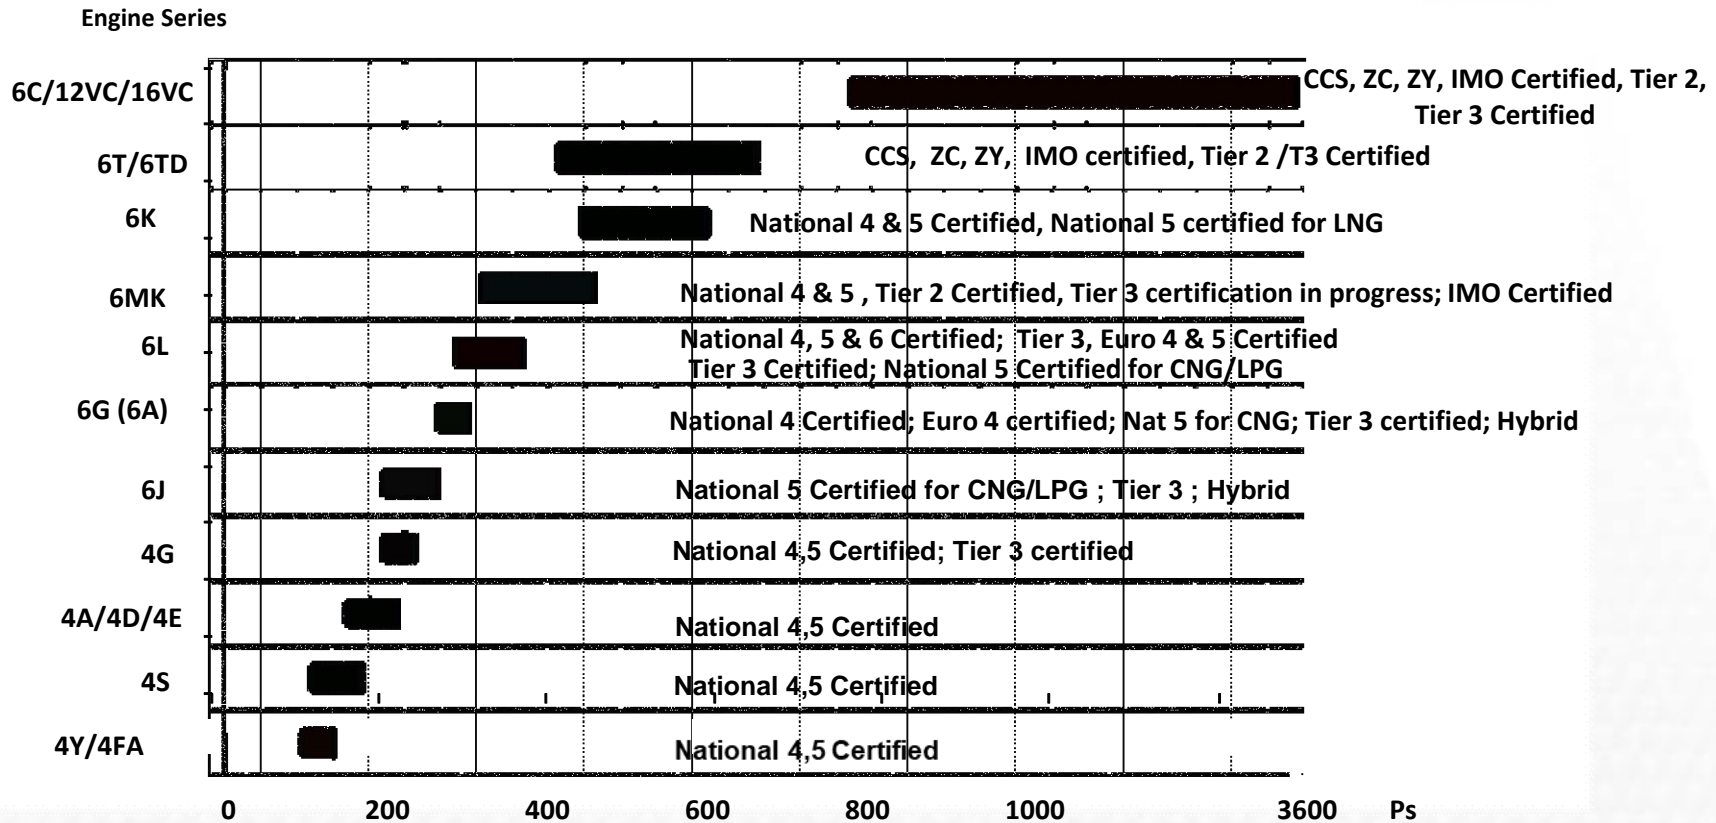 Engine Series
6C/12VC/16VC
CCS, ZC, ZY, IMO Certified, Tier 2,
Tier 3 Certified
6T/6TD
CCS, ZC, ZY, IMO certified, Tier 2 /T3 Certified
6K
National 4 & 5 Certified, National 5 certified for LNG
6MK
National 4 & 5 , Tier 2 Certified, Tier 3 certification in progress; IMO Certified
6L
National 4, 5 & 6 Certified; Tier 3, Euro 4 & 5 Certified
Tier 3 Certified; National 5 Certified for CNG/LPG
6G (6A)
National 4 Certified; Euro 4 certified; Nat 5 for CNG; Tier 3 certified; Hybrid
6J
National 5 Certified for CNG/LPG ; Tier 3 ; Hybrid
4G
National 4,5 Certified; Tier 3 certified
4A/4D/4E
National 4,5 Certified
4S
National 4,5 Certified
4Y/4FA
National 4,5 Certified
0 200 400 600 800 1000 3600 Ps